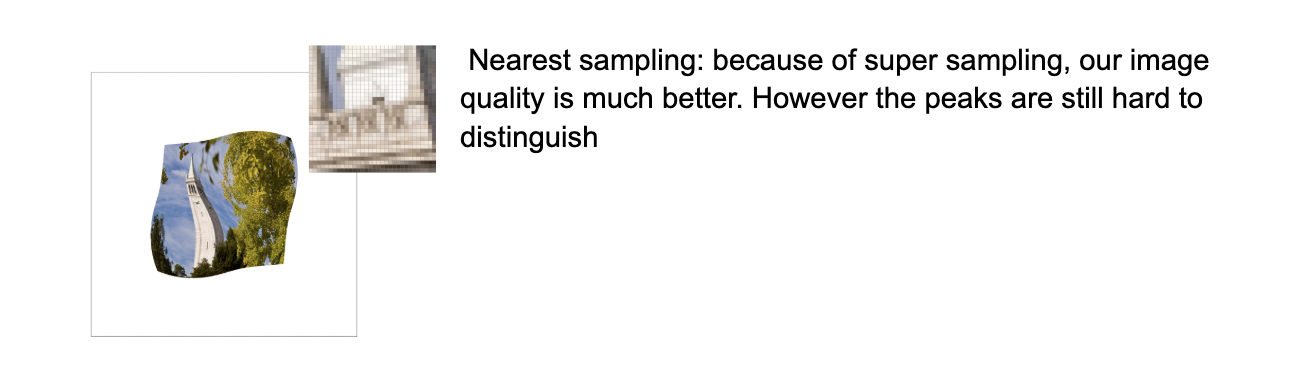 Nearest sampling: because of super sampling, our image
quality is much better. However the peaks are still hard to
distinguish